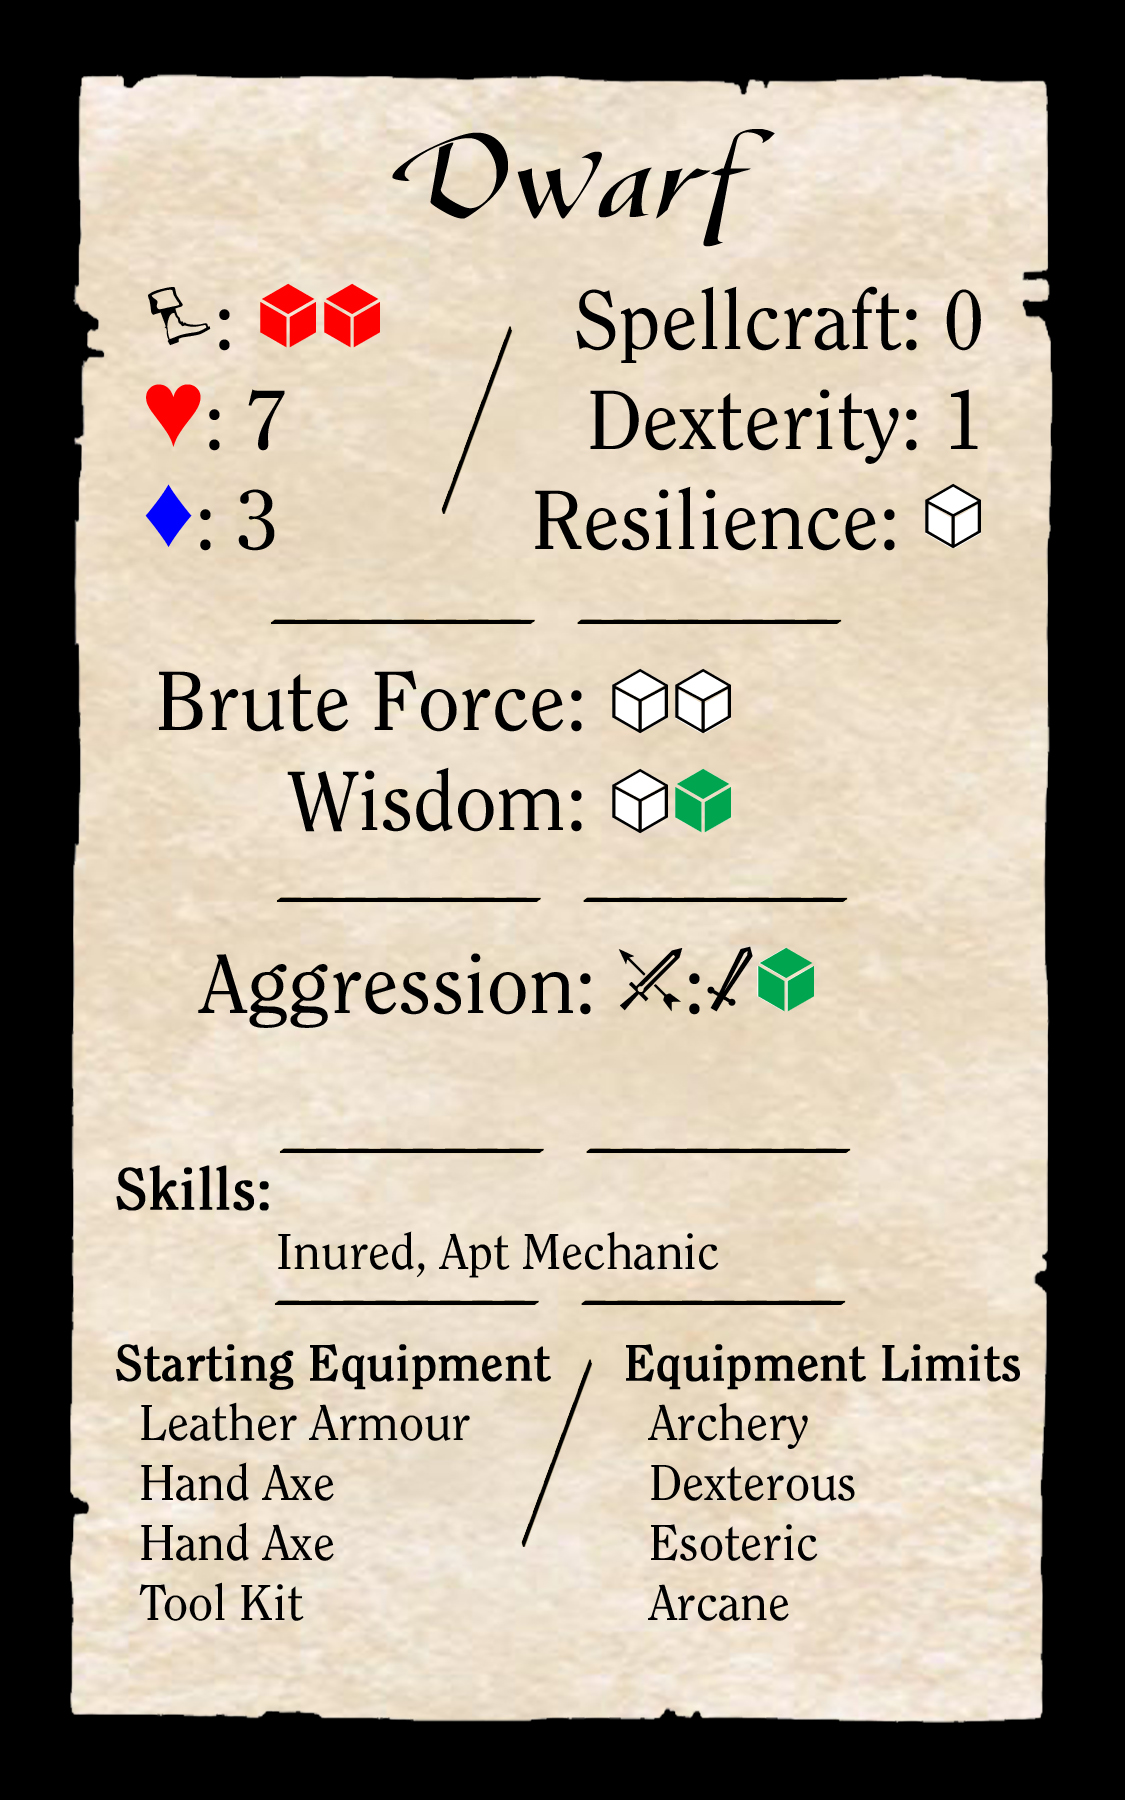 Dwarf
: 
Spellcraft: 0
: 7
Dexterity: 1
: 3
Resilience:
Brute Force:
Wisdom:
Aggression: :
Skills:
Inured, Apt Mechanic
Starting Equipment
Leather Armour
Hand Axe
Hand Axe
Tool Kit
Equipment Limits
Archery
Dexterous
Esoteric
Arcane